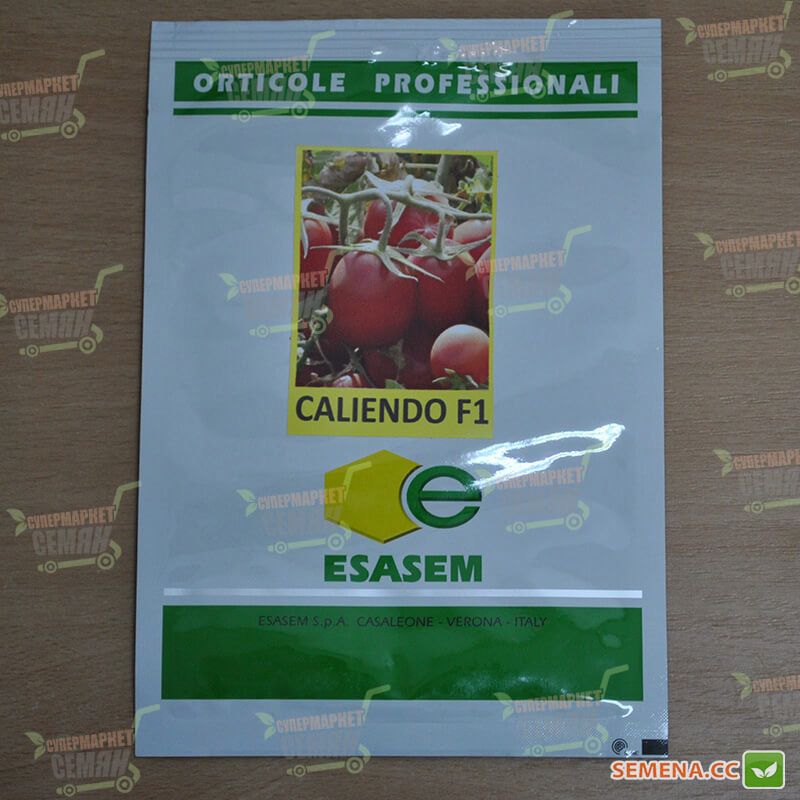 ORTICOLE PROFESSIONALI
CALIENDO F1
e
ESASEM
ESASEM S.p.A. CASALEONE - VERONA - ITALY
СУПЕРМАРКЕТ
СЕМЯН
SEMENA.CC